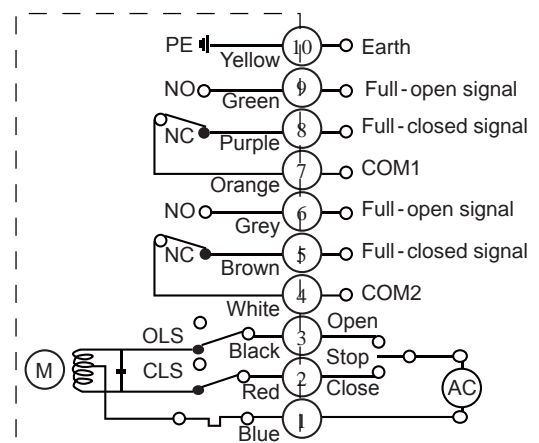 PE Yellow 10 Earth
NO Green 9 Full-open signal
NC Purple 8 Full-closed signal
Orange 7 COM1
NO Grey 6 Full-open signal
NC Brown 5 Full-closed signal
White 4 COM2
OLS Black 3 Open
Stop
M CLS Red 2 Close AC
Blue 1